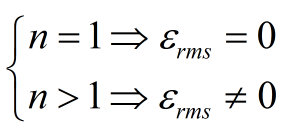 n = 1 ⇒ ε_rms = 0
n > 1 ⇒ ε_rms ≠ 0